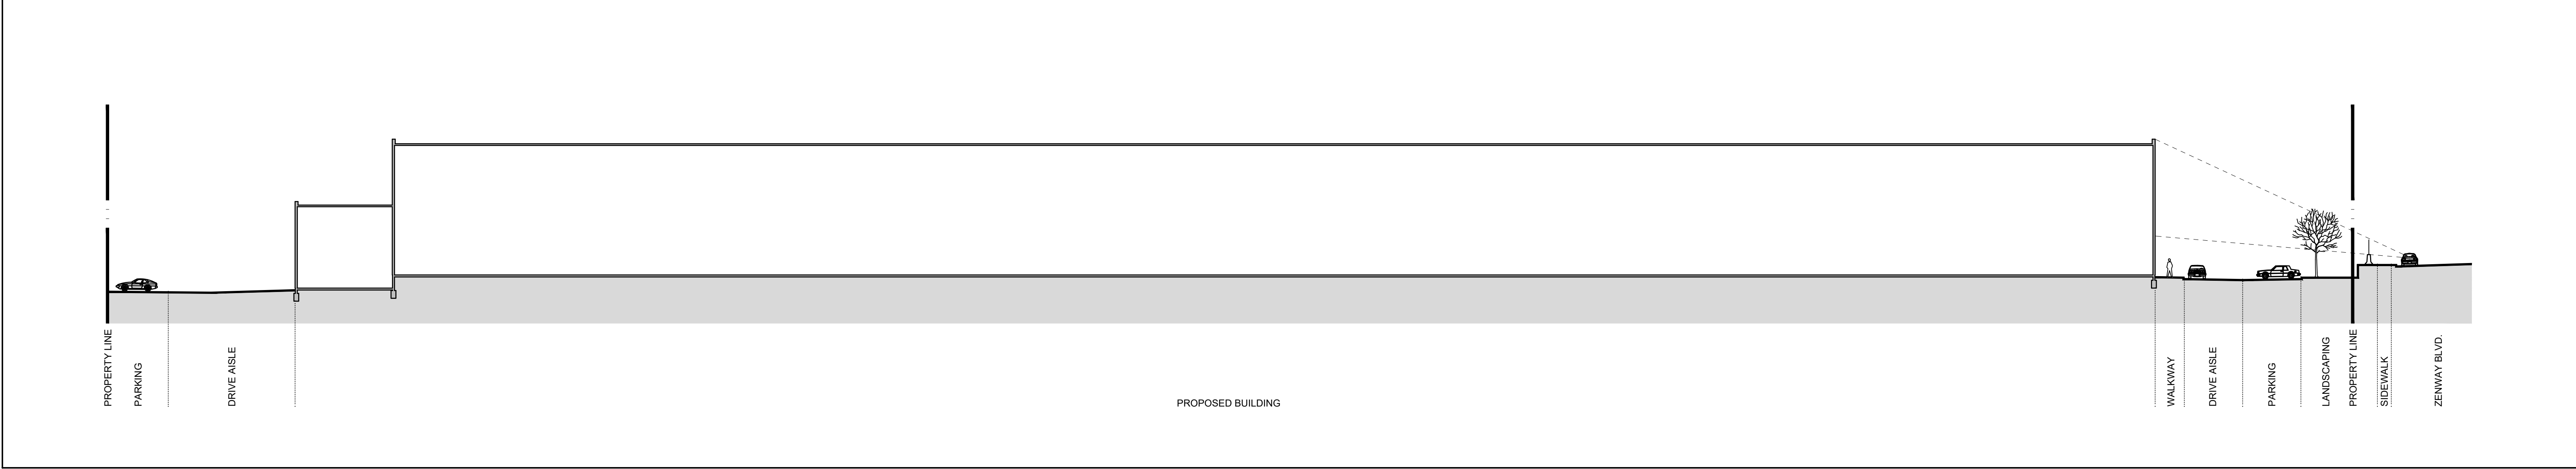 PROPERTY LINE
PARKING
DRIVE AISLE
PROPOSED BUILDING
WALKWAY
DRIVE AISLE
PARKING
LANDSCAPING
PROPERTY LINE
SIDEWALK
ZENWAY BLVD.